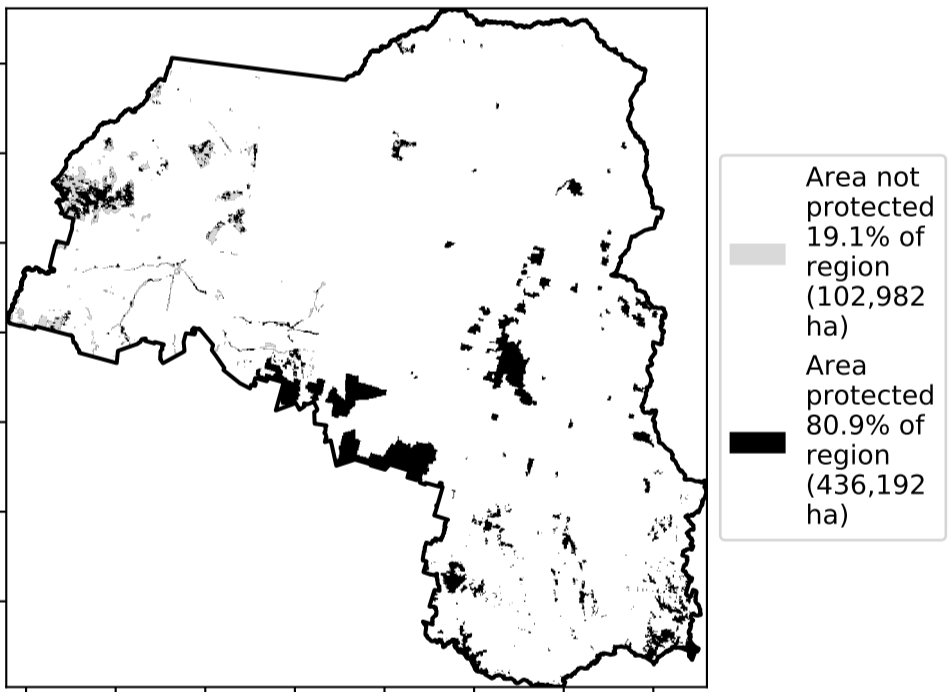 Area not
protected
19.1% of
region
(102,982
ha)
Area
protected
80.9% of
region
(436,192
ha)